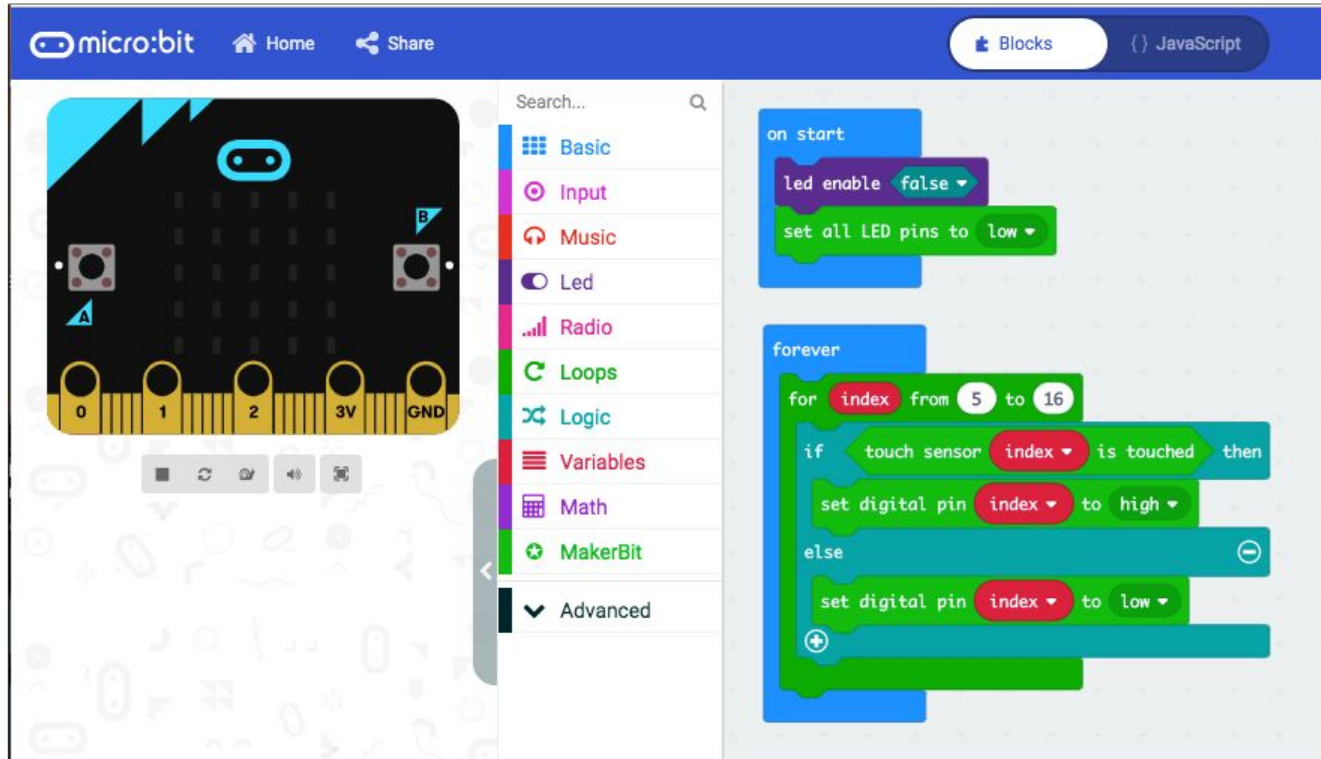 micro:bit Home Share Blocks {} JavaScript
B
A
0 1 2 3V GND
Search...
Basic
Input
Music
Led
Radio
Loops
Logic
Variables
Math
MakerBit
Advanced
on start
led enable false
set all LED pins to low
forever
for index from 5 to 16
if touch sensor index is touched then
set digital pin index to high
else
set digital pin index to low